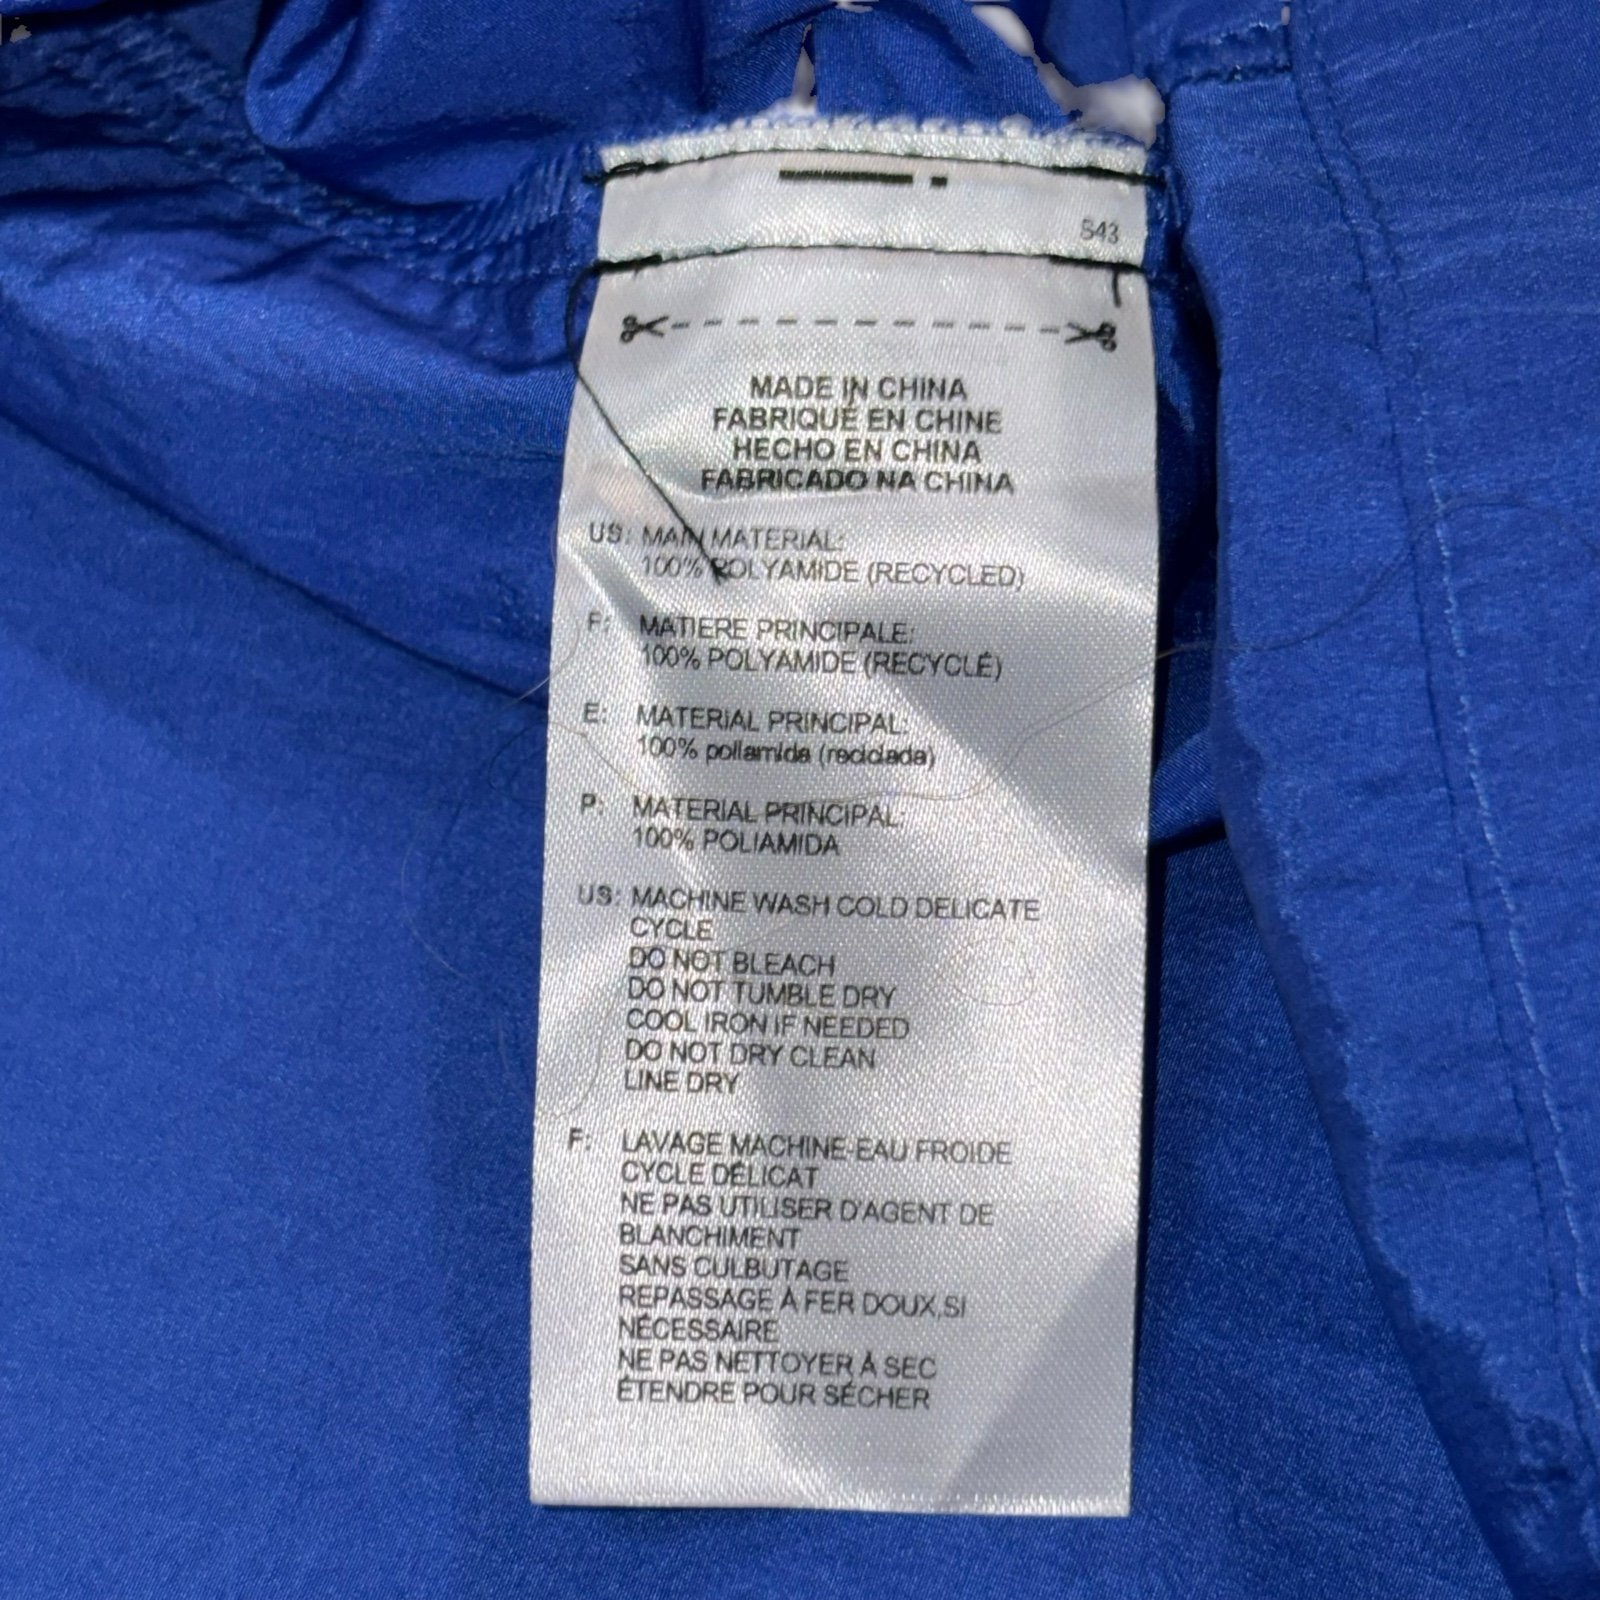 S43
MADE IN CHINA
FABRIQUÉ EN CHINE
HECHO EN CHINA
FABRICADO NA CHINA
US: MAIN MATERIAL:
100% POLYAMIDE (RECYCLED)
F: MATIERE PRINCIPALE:
100% POLYAMIDE (RECYCLÉ)
E: MATERIAL PRINCIPAL:
100% poliamida (reciclada)
P: MATERIAL PRINCIPAL:
100% POLIAMIDA
US: MACHINE WASH COLD DELICATE
CYCLE
DO NOT BLEACH
DO NOT TUMBLE DRY
COOL IRON IF NEEDED
DO NOT DRY CLEAN
LINE DRY
F: LAVAGE MACHINE-EAU FROIDE
CYCLE DÉLICAT
NE PAS UTILISER D'AGENT DE
BLANCHIMENT
SANS CULBUTAGE
REPASSAGE À FER DOUX,SI
NÉCESSAIRE
NE PAS NETTOYER À SEC
ÉTENDRE POUR SÉCHER